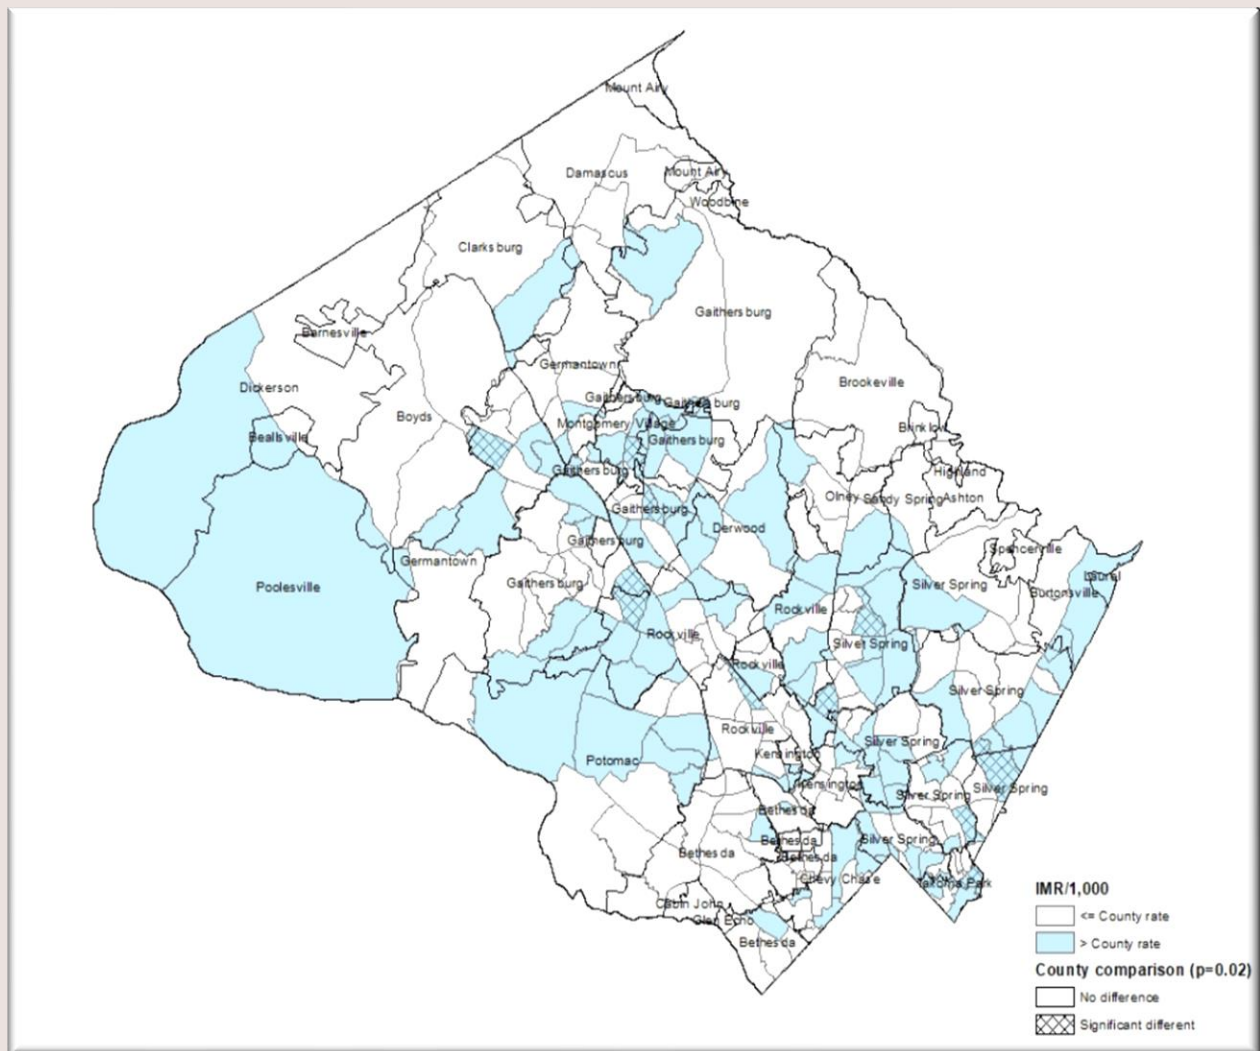 Mount Airy
Damascus
Mount Airy
Woodbine
Clarksburg
Gaithersburg
Barnesville
Germantown
Dickerson
Brookeville
Gaithersburg
Gaithersburg
Boyds
Montgomery Village
Brinklow
Beallsville
Gaithersburg
Gaithersburg
Highland
Olney
Sandy Spring
Ashton
Gaithersburg
Derwood
Gaithersburg
Spencerville
Germantown
Laurel
Poolesville
Gaithersburg
Silver Spring
Burtonsville
Rockville
Rockville
Silver Spring
Rockville
Silver Spring
Rockville
Silver Spring
Kensington
Potomac
Kensington
Silver Spring
Silver Spring
Bethesda
Bethesda
Silver Spring
Bethesda
Bethesda
Chevy Chase
Takoma Park
Cabin John
Glen Echo
Bethesda
IMR/1,000
<= County rate
> County rate
County comparison (p=0.02)
No difference
Significant different